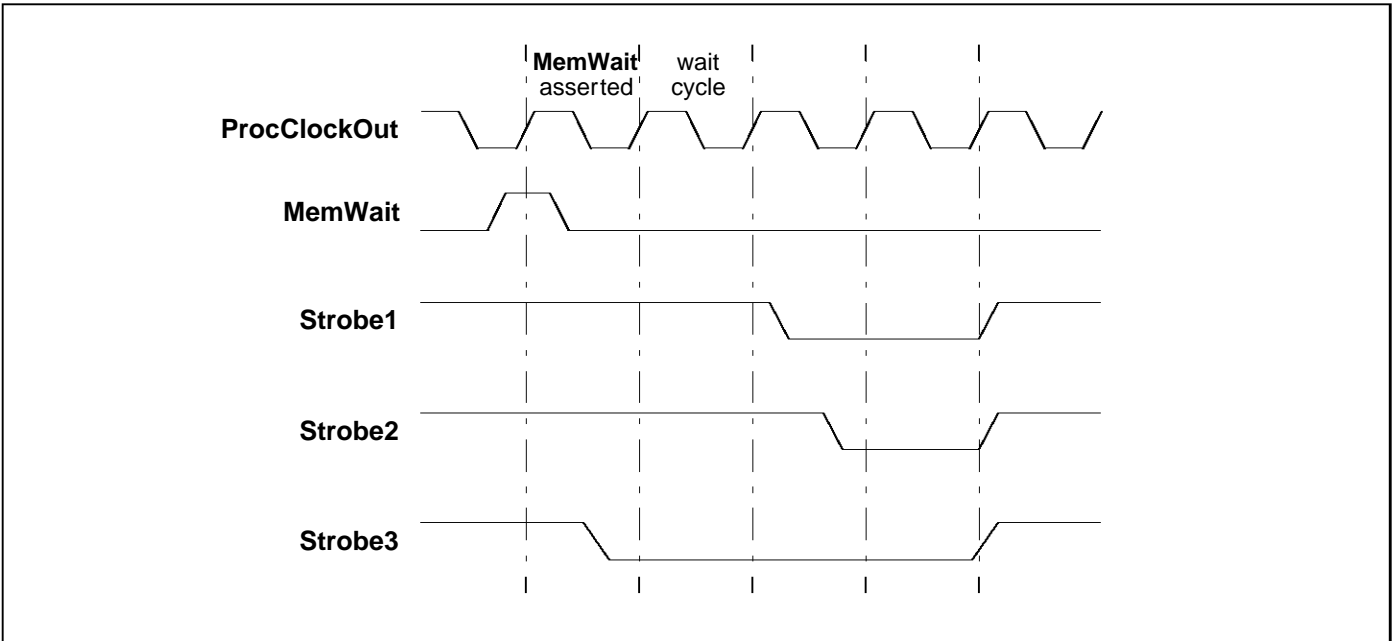 MemWait wait
asserted cycle
ProcClockOut
MemWait
Strobe1
Strobe2
Strobe3